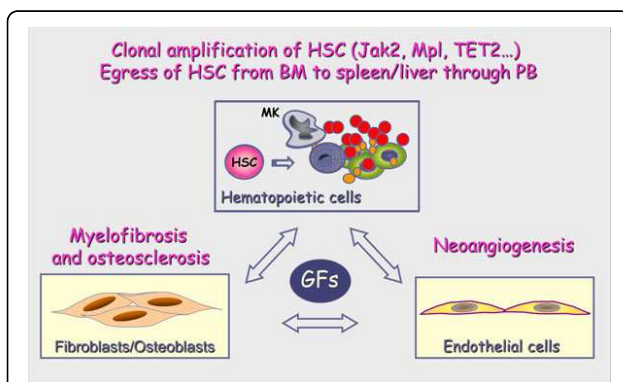 Clonal amplification of HSC (Jak2, Mpl, TET2...)
Egress of HSC from BM to spleen/liver through PB
MK
HSC
Hematopoietic cells
Myelofibrosis
and osteosclerosis
Neoangiogenesis
GFs
Fibroblasts/Osteoblasts
Endothelial cells